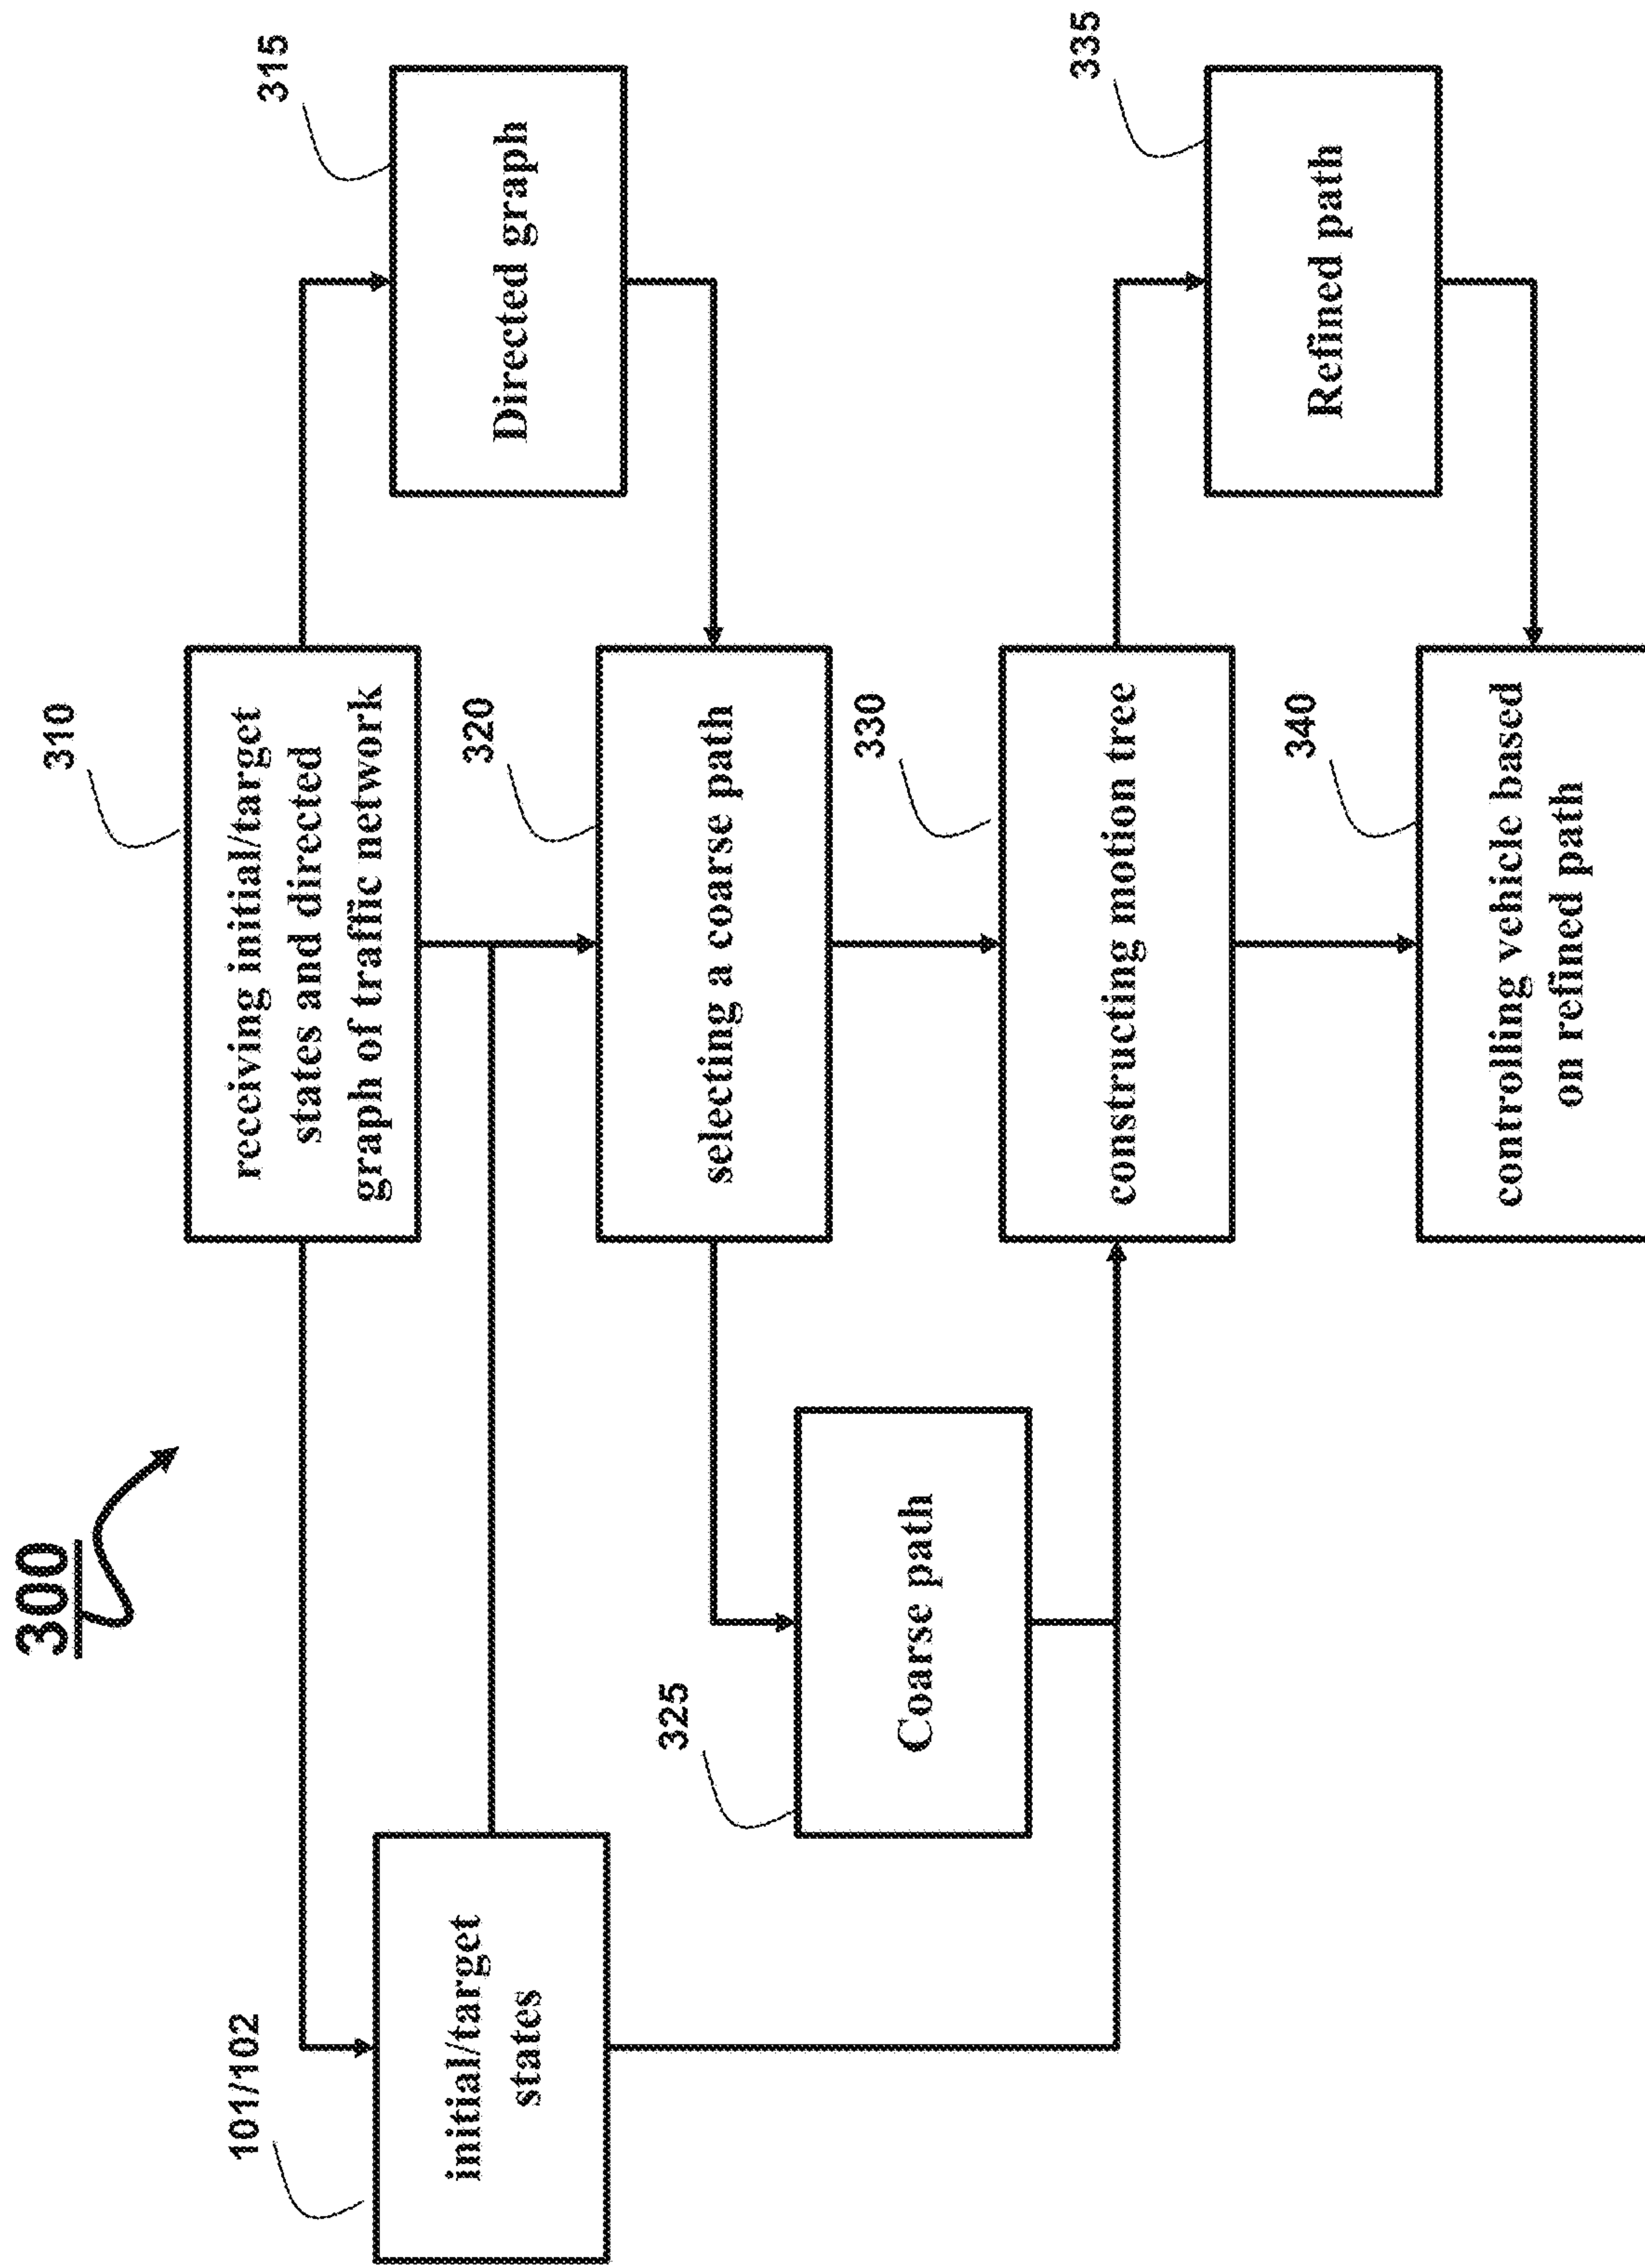 300
310
receiving initial/target
states and directed
graph of traffic network
315
Directed graph
101/102
initial/target
states
320
selecting a coarse path
325
Coarse path
330
constructing motion tree
335
Refined path
340
controlling vehicle based
on refined path